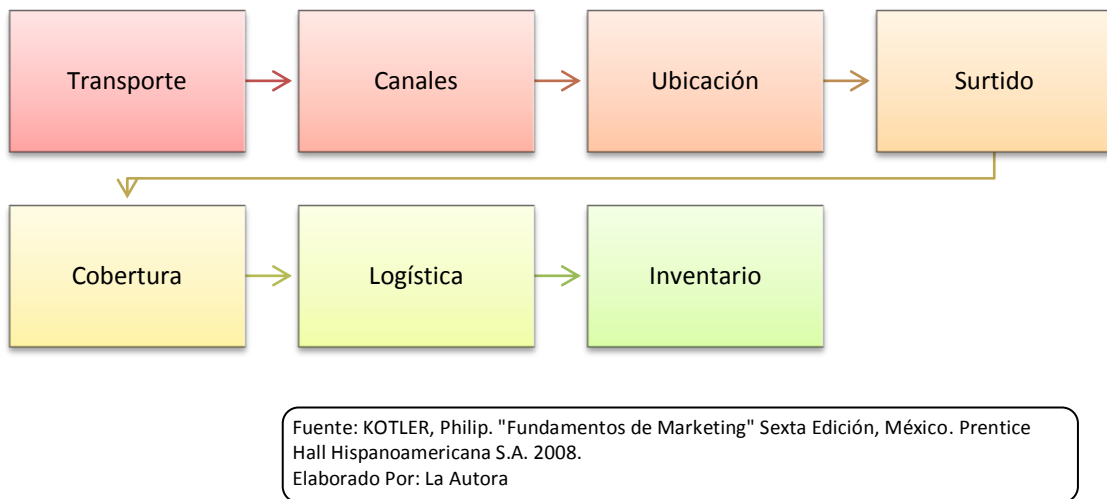 Transporte
Canales
Ubicación
Surtido
Cobertura
Logística
Inventario
Fuente: KOTLER, Philip. "Fundamentos de Marketing" Sexta Edición, México. Prentice
Hall Hispanoamericana S.A. 2008.
Elaborado Por: La Autora